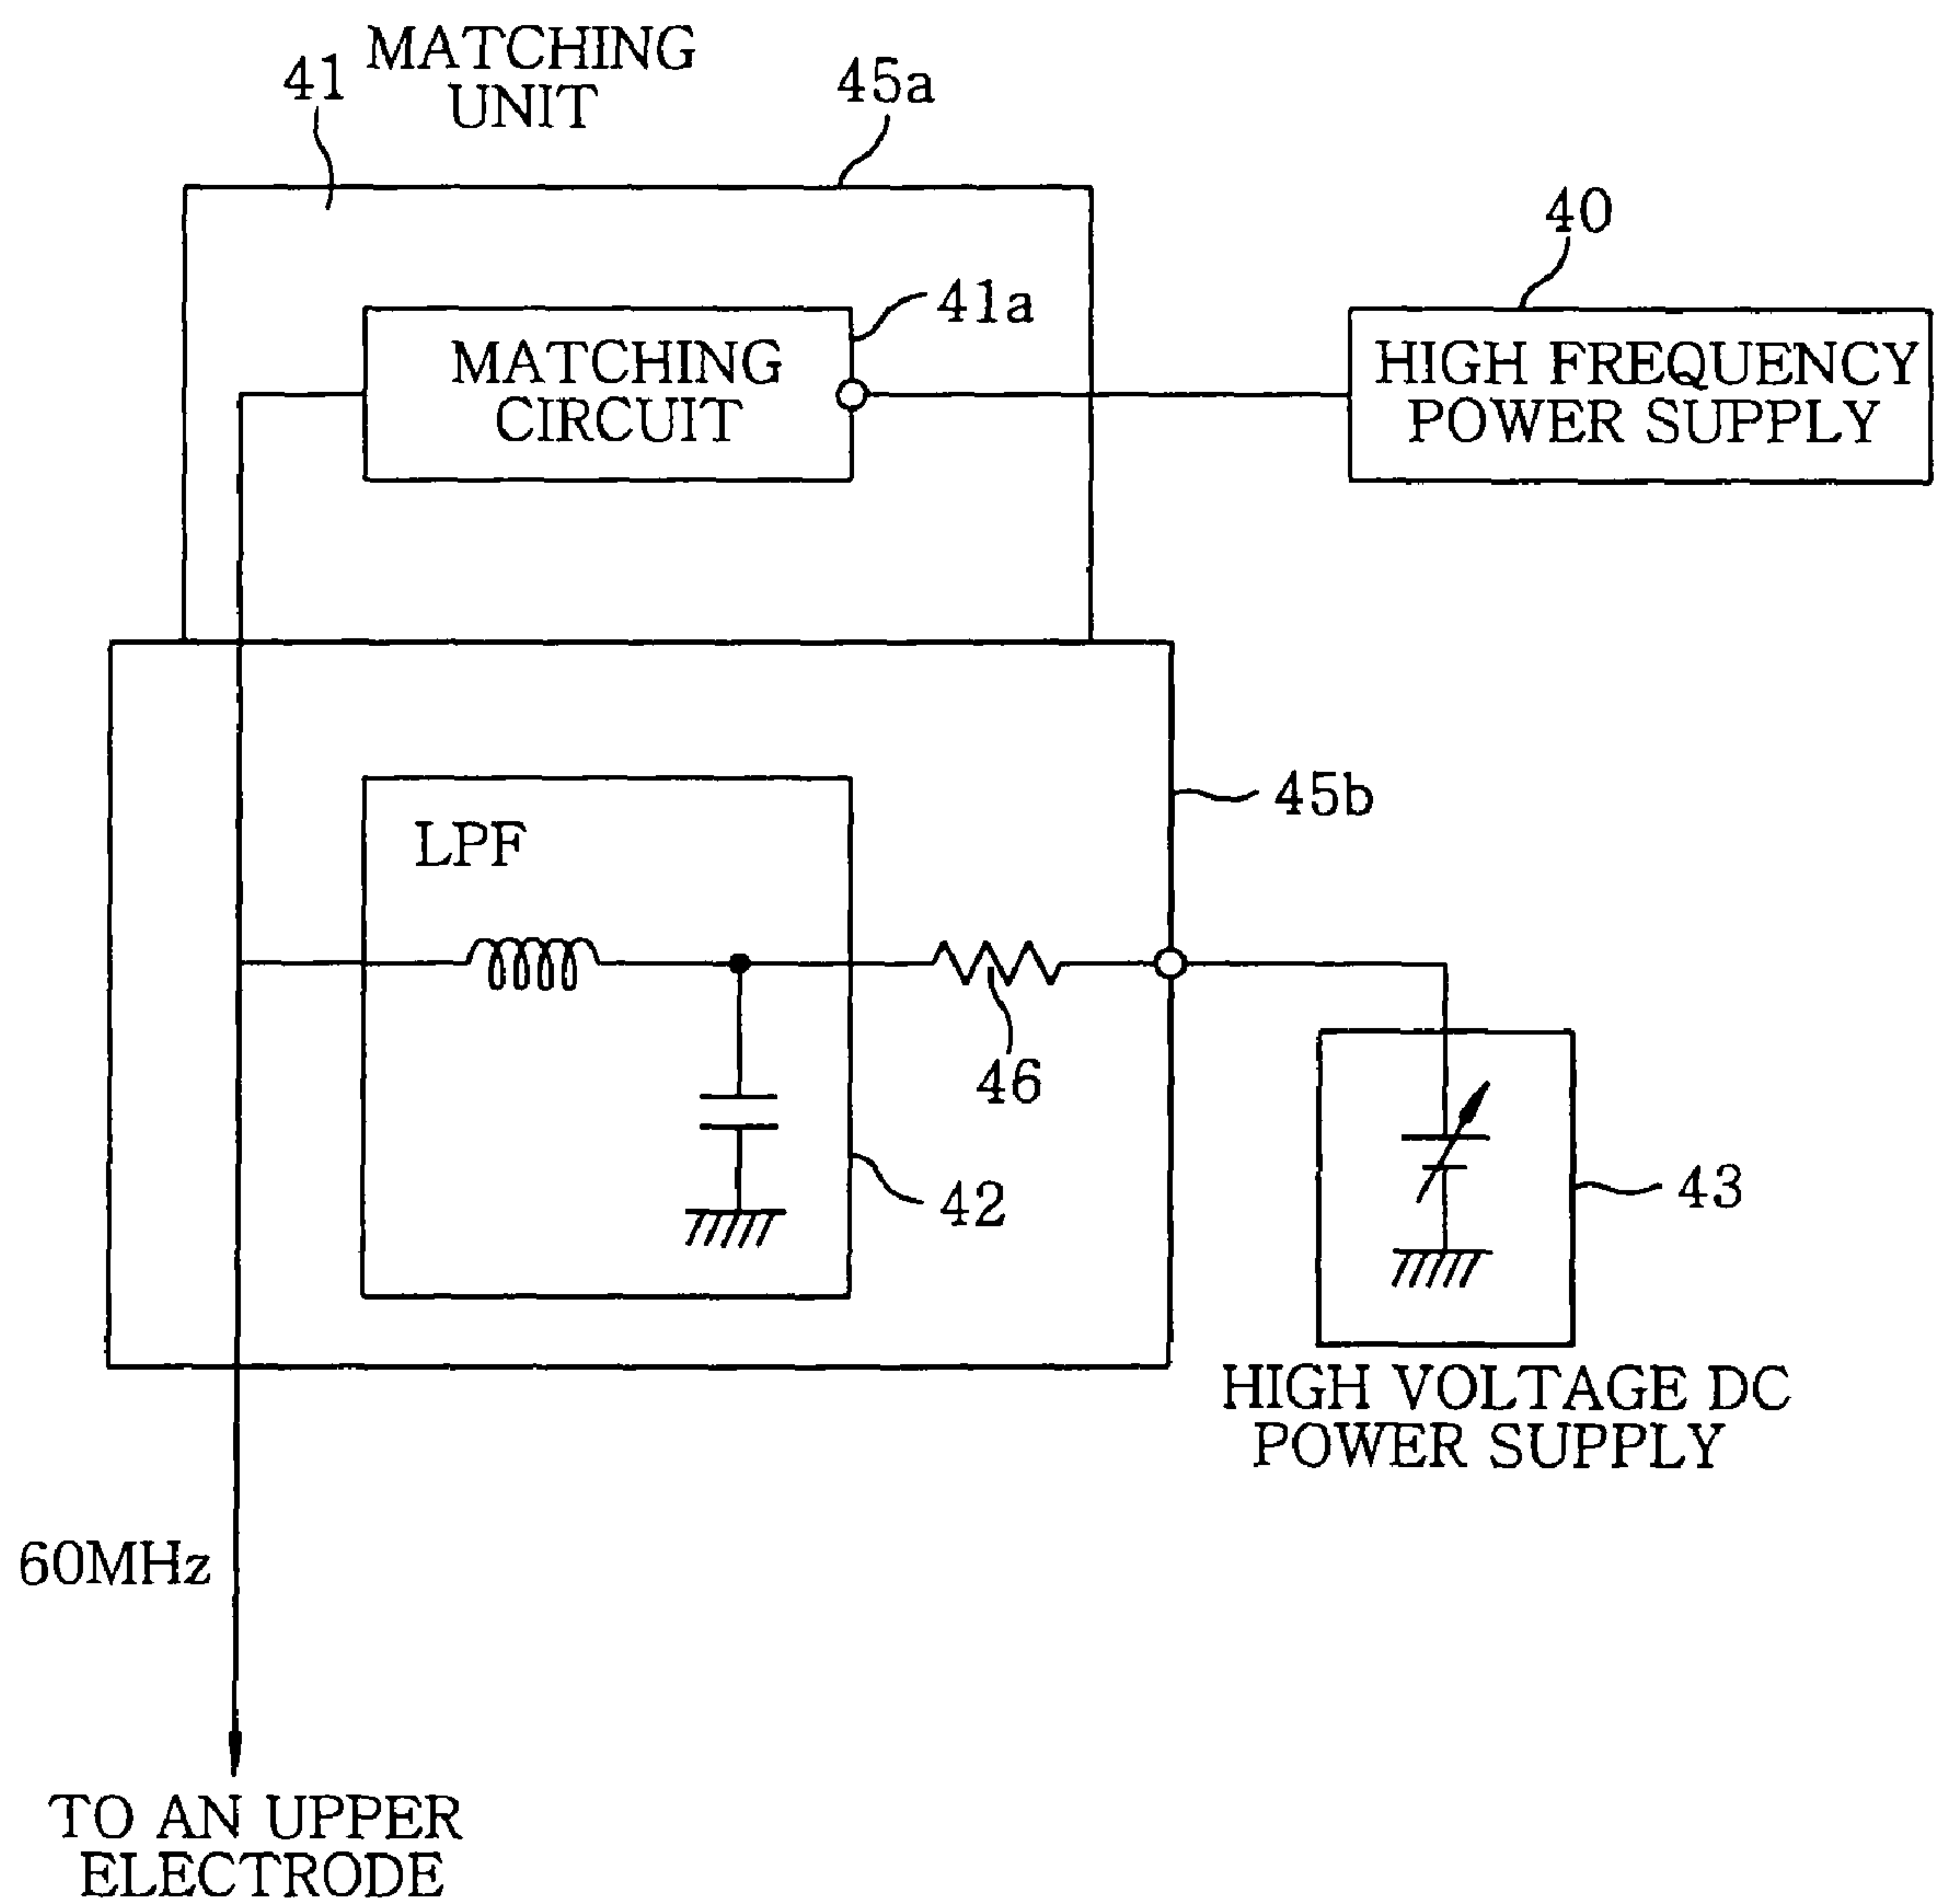 MATCHING
UNIT
41
45a
40
41a
MATCHING
CIRCUIT
HIGH FREQUENCY
POWER SUPPLY
45b
LPF
46
42
43
HIGH VOLTAGE DC
POWER SUPPLY
60MHz
TO AN UPPER
ELECTRODE